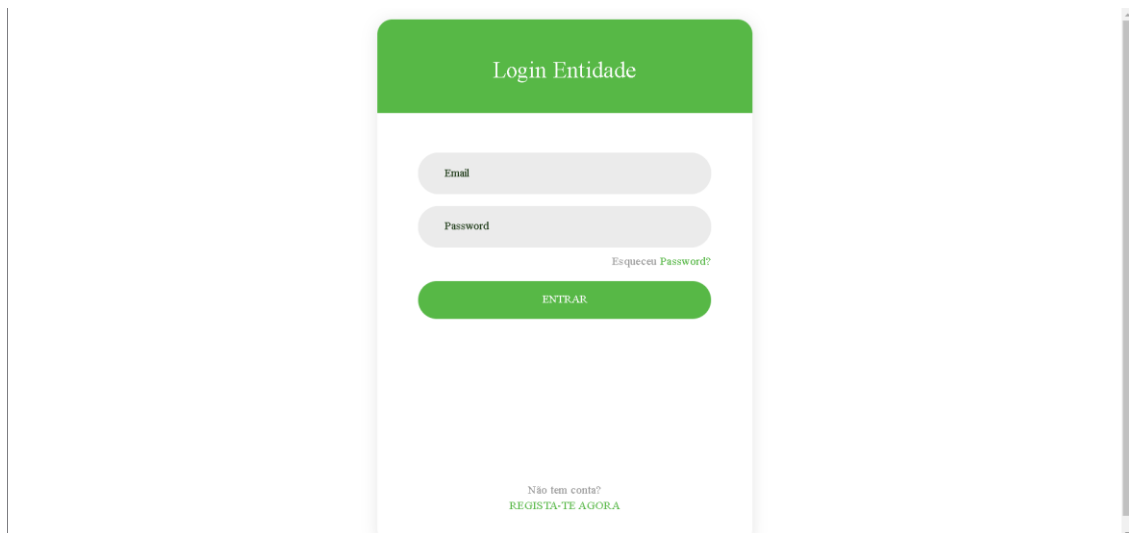 Login Entidade
Email
Password
Esqueceu Password?
ENTRAR
Não tem conta?
REGISTA-TE AGORA